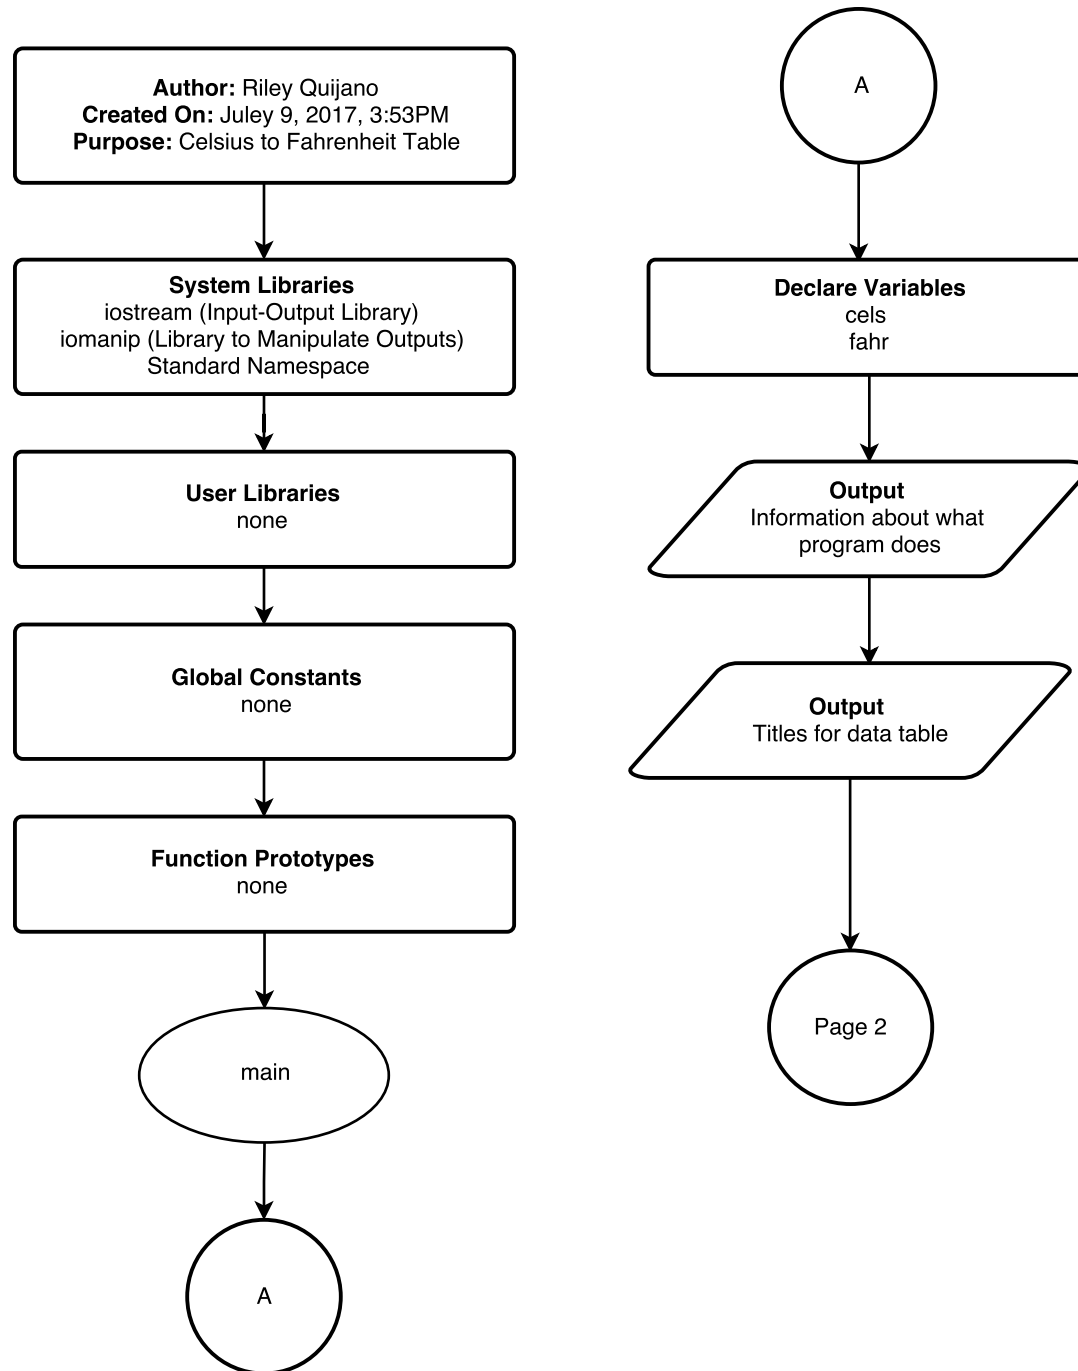 Author: Riley Quijano
Created On: Juley 9, 2017, 3:53PM
Purpose: Celsius to Fahrenheit Table
System Libraries
iostream (Input-Output Library)
iomanip (Library to Manipulate Outputs)
Standard Namespace
User Libraries
none
Global Constants
none
Function Prototypes
none
main
A
A
Declare Variables
cels
fahr
Output
Information about what
program does
Output
Titles for data table
Page 2